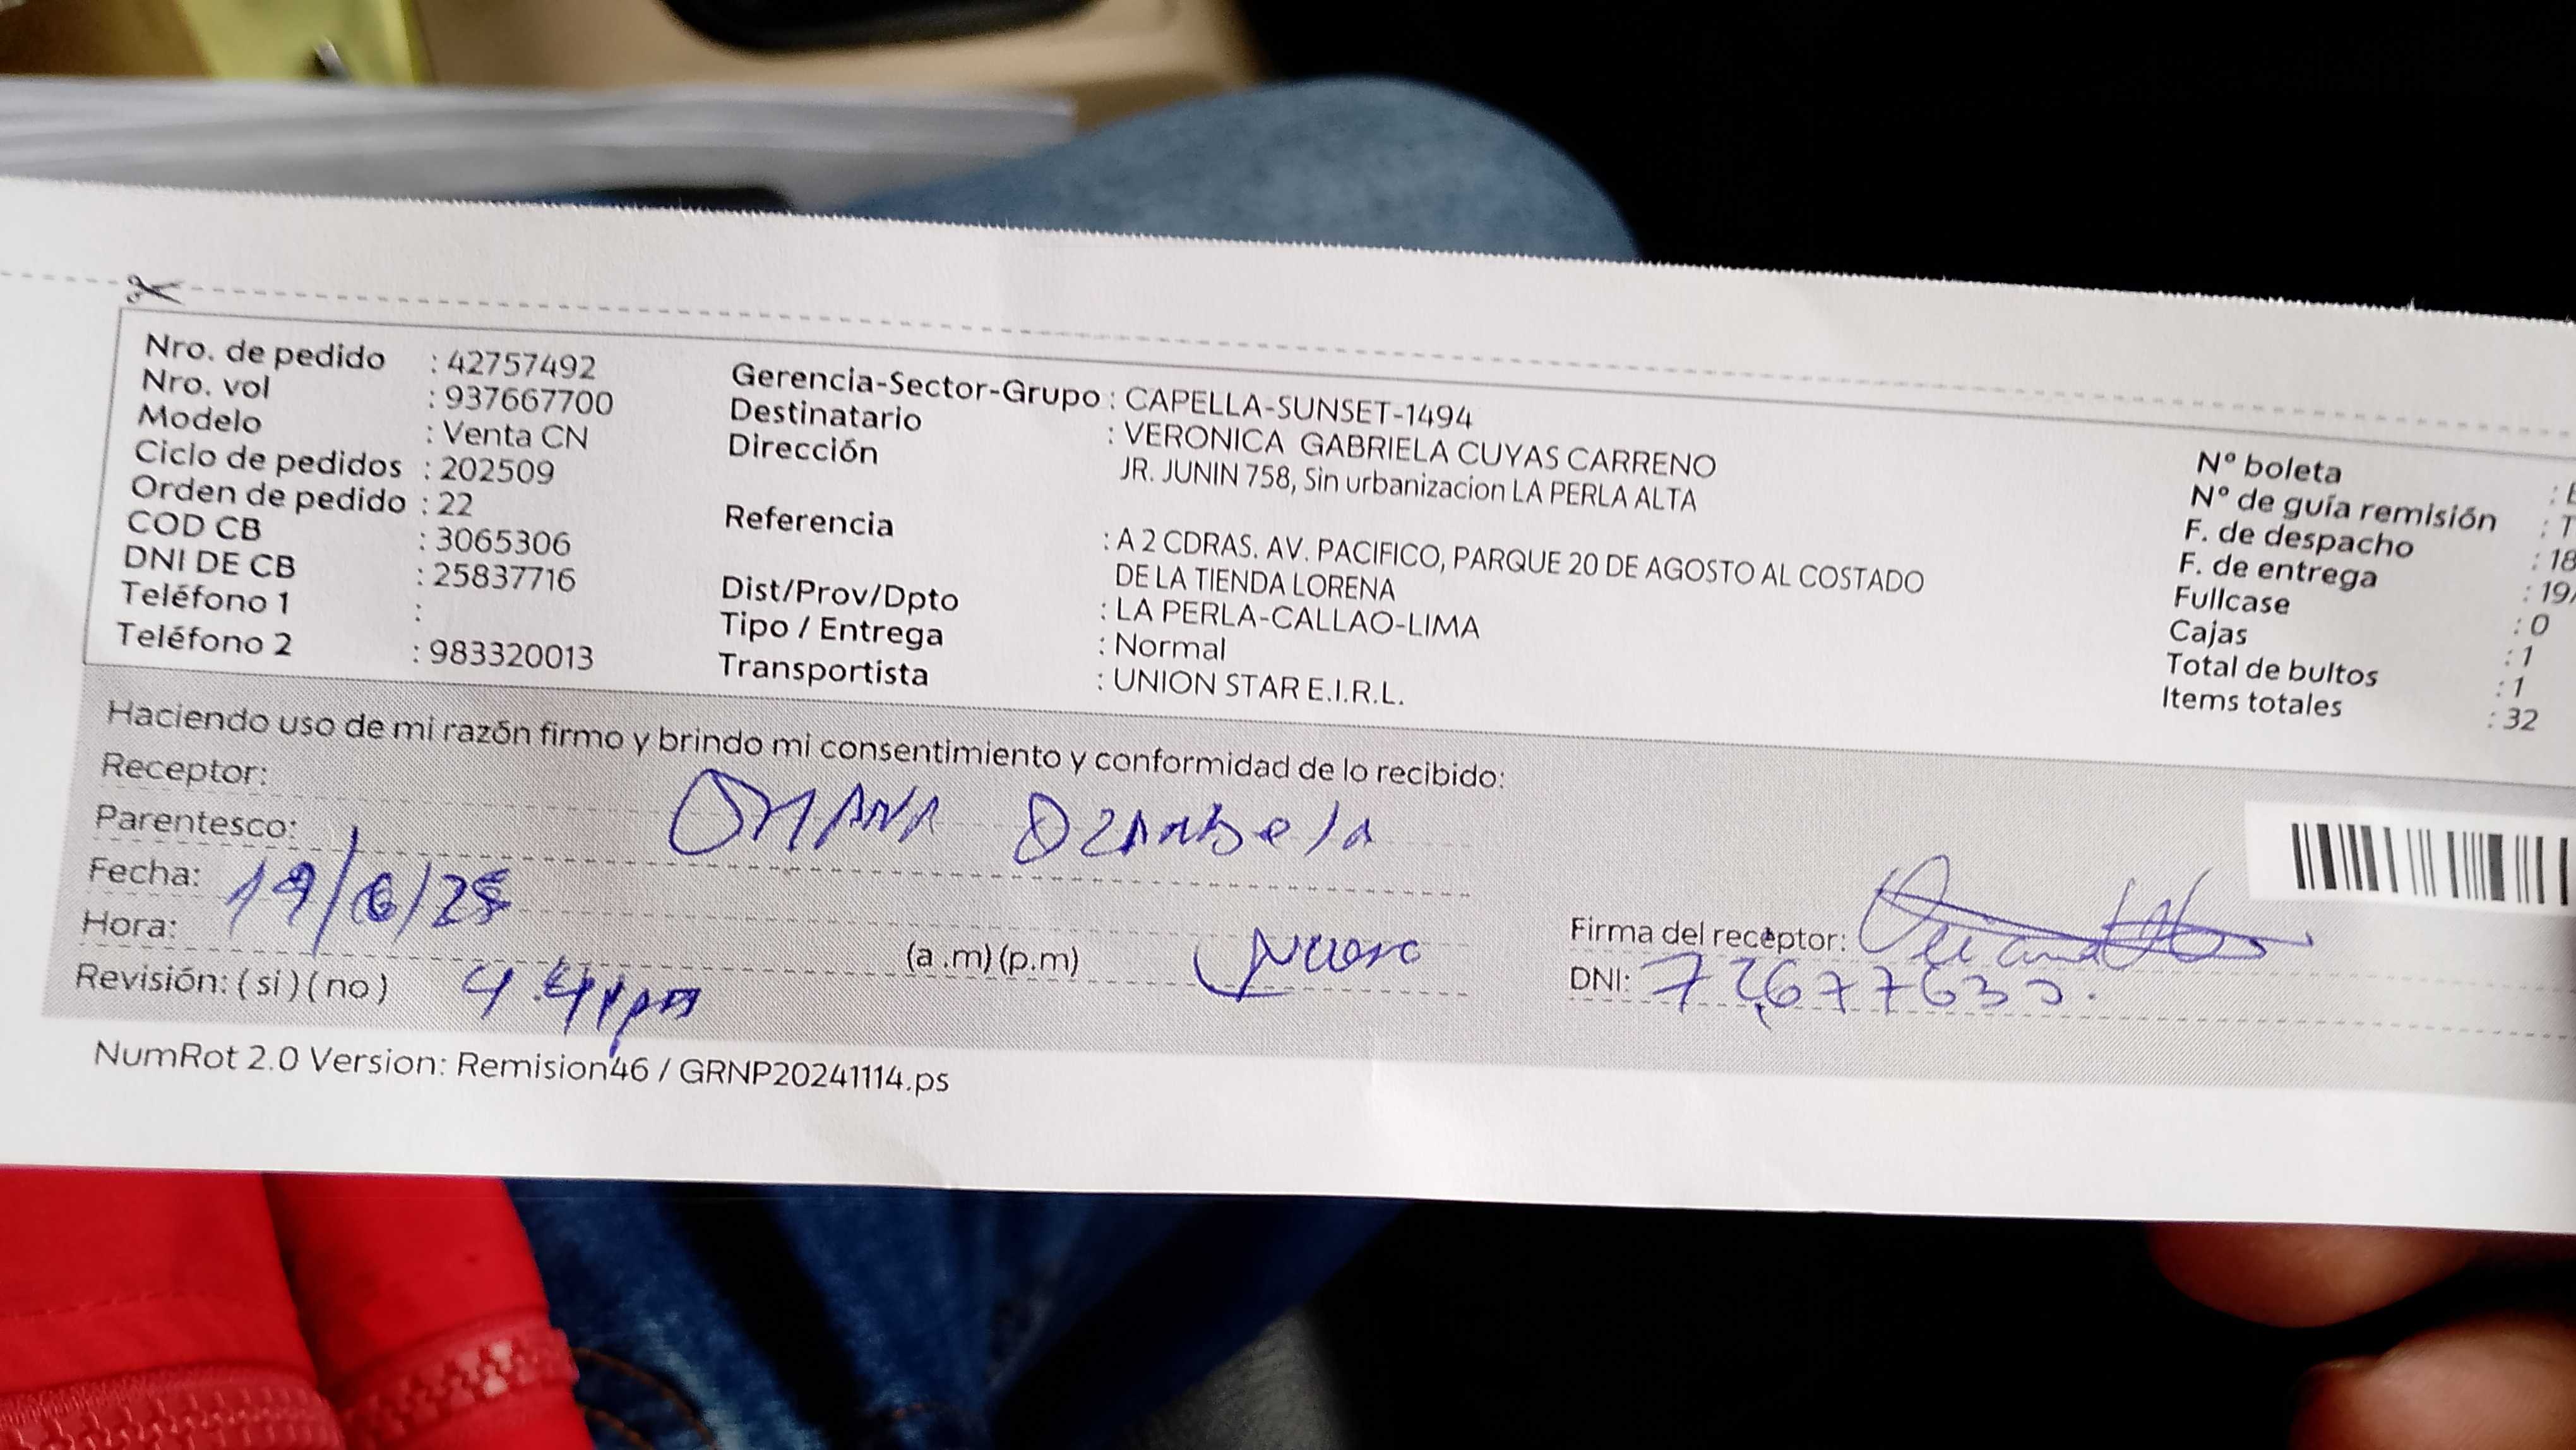 Nro. de pedido : 42757492
Nro. vol : 937667700
Modelo : Venta CN
Ciclo de pedidos : 202509
Orden de pedido : 22
COD CB : 3065306
DNI DE CB : 25837716
Teléfono 1 :
Teléfono 2 : 983320013
Gerencia-Sector-Grupo : CAPELLA-SUNSET-1494
Destinatario : VERONICA GABRIELA CUYAS CARRENO
Dirección JR. JUNIN 758, Sin urbanizacion LA PERLA ALTA
Referencia : A 2 CDRAS. AV. PACIFICO, PARQUE 20 DE AGOSTO AL COSTADO
DE LA TIENDA LORENA
Dist/Prov/Dpto : LA PERLA-CALLAO-LIMA
Tipo / Entrega : Normal
Transportista : UNION STAR E.I.R.L.
N° boleta :
N° de guía remisión : T
F. de despacho : 18
F. de entrega : 19/
Fullcase : 0
Cajas : 1
Total de bultos : 1
Items totales : 32
Haciendo uso de mi razón firmo y brindo mi consentimiento y conformidad de lo recibido:
Receptor:
Parentesco:
Fecha: 19/6/25
Hora: (a.m) (p.m)
Revisión: ( si ) ( no )
Firma del receptor:
DNI:
NumRot 2.0 Version: Remision46 / GRNP20241114.ps